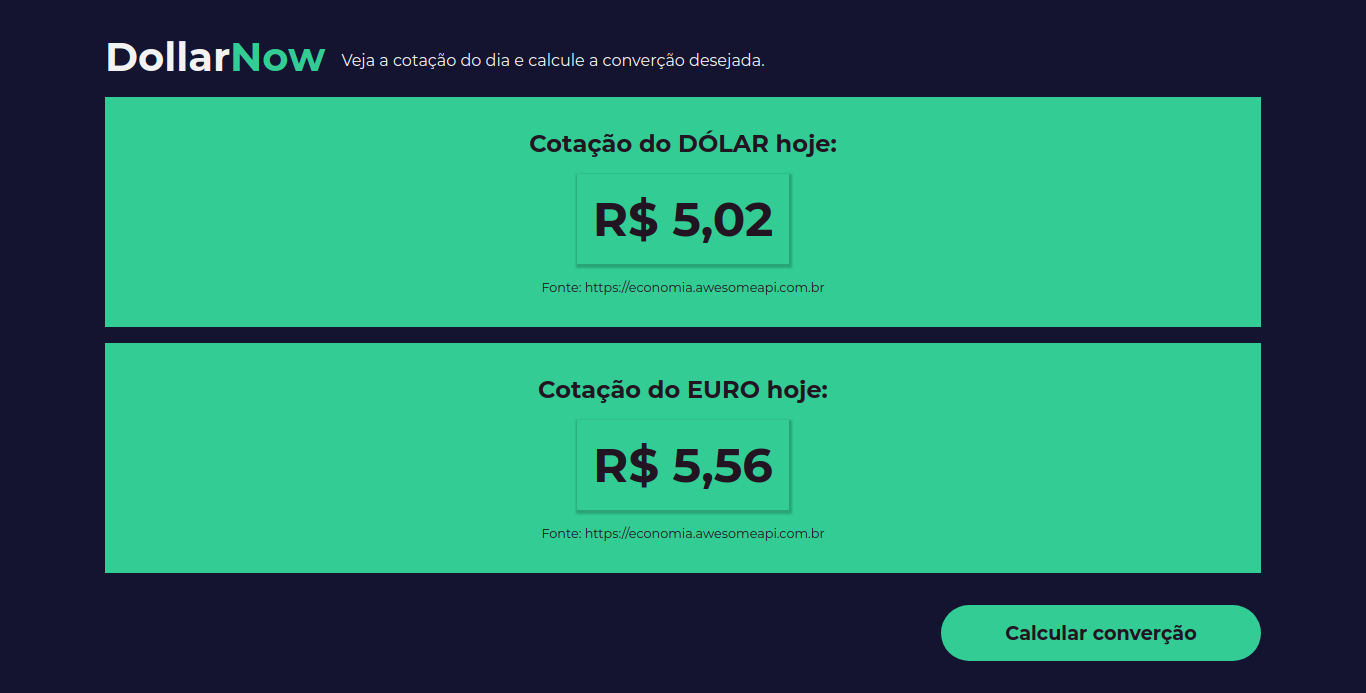 DollarNow Veja a cotação do dia e calcule a converção desejada.
Cotação do DÓLAR hoje:
R$ 5,02
Fonte: https://economia.awesomeapi.com.br
Cotação do EURO hoje:
R$ 5,56
Fonte: https://economia.awesomeapi.com.br
Calcular converção